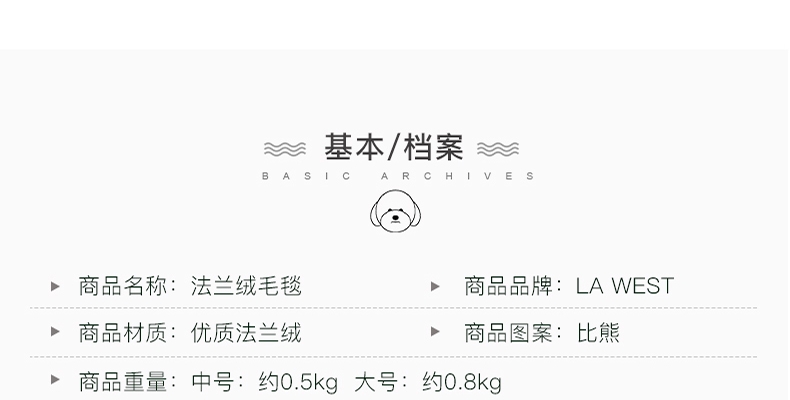 基本/档案
BASIC ARCHIVES
商品名称：法兰绒毛毯
商品品牌：LA WEST
商品材质：优质法兰绒
商品图案：比熊
商品重量：中号：约0.5kg 大号：约0.8kg